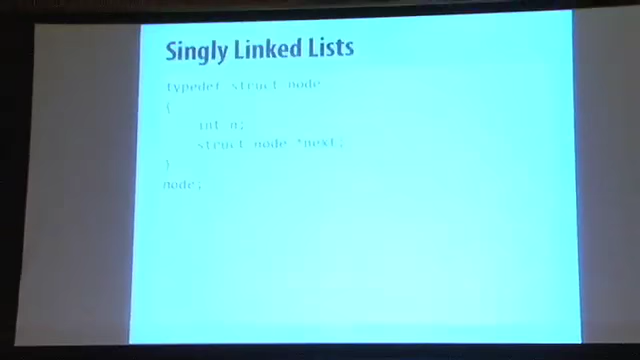 Singly Linked Lists
typedef struct node
{
int n;
struct node *next;
}
node;